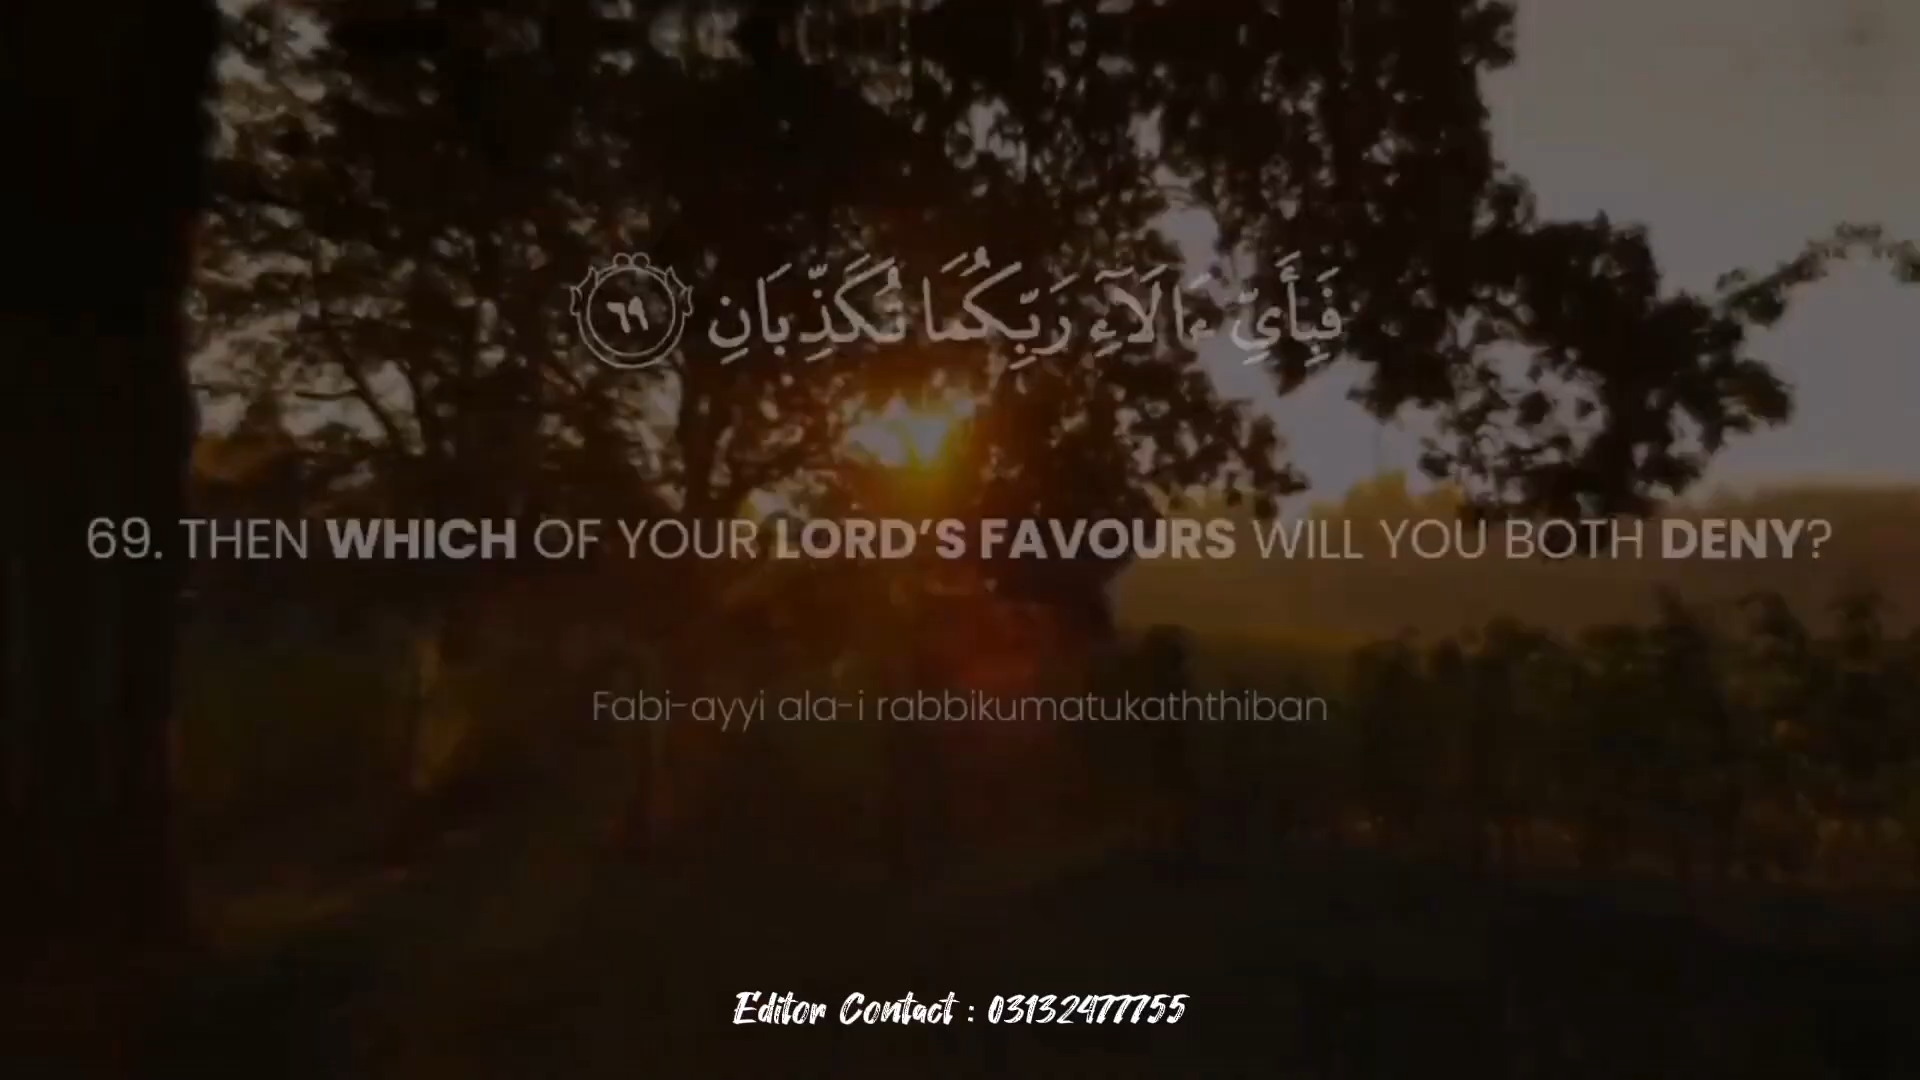 فَبِأَيِّ ءَالَآءِ رَبِّكُمَا تُكَذِّبَانِ ٦٩
69. THEN WHICH OF YOUR LORD’S FAVOURS WILL YOU BOTH DENY?
Fabi-ayyi ala-i rabbikumatukaththiban
Editor Contact : 03132477755